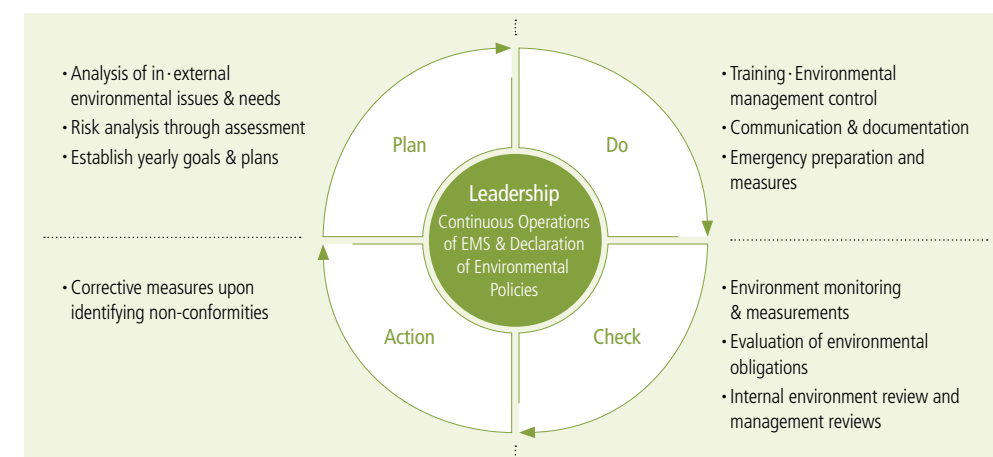 · Analysis of in · external
environmental issues & needs
· Risk analysis through assessment
· Establish yearly goals & plans
Plan
Do
· Training · Environmental
management control
· Communication & documentation
· Emergency preparation and
measures
Leadership
Continuous Operations
of EMS & Declaration
of Environmental
Policies
· Corrective measures upon
identifying non-conformities
Action
Check
· Environment monitoring
& measurements
· Evaluation of environmental
obligations
· Internal environment review and
management reviews